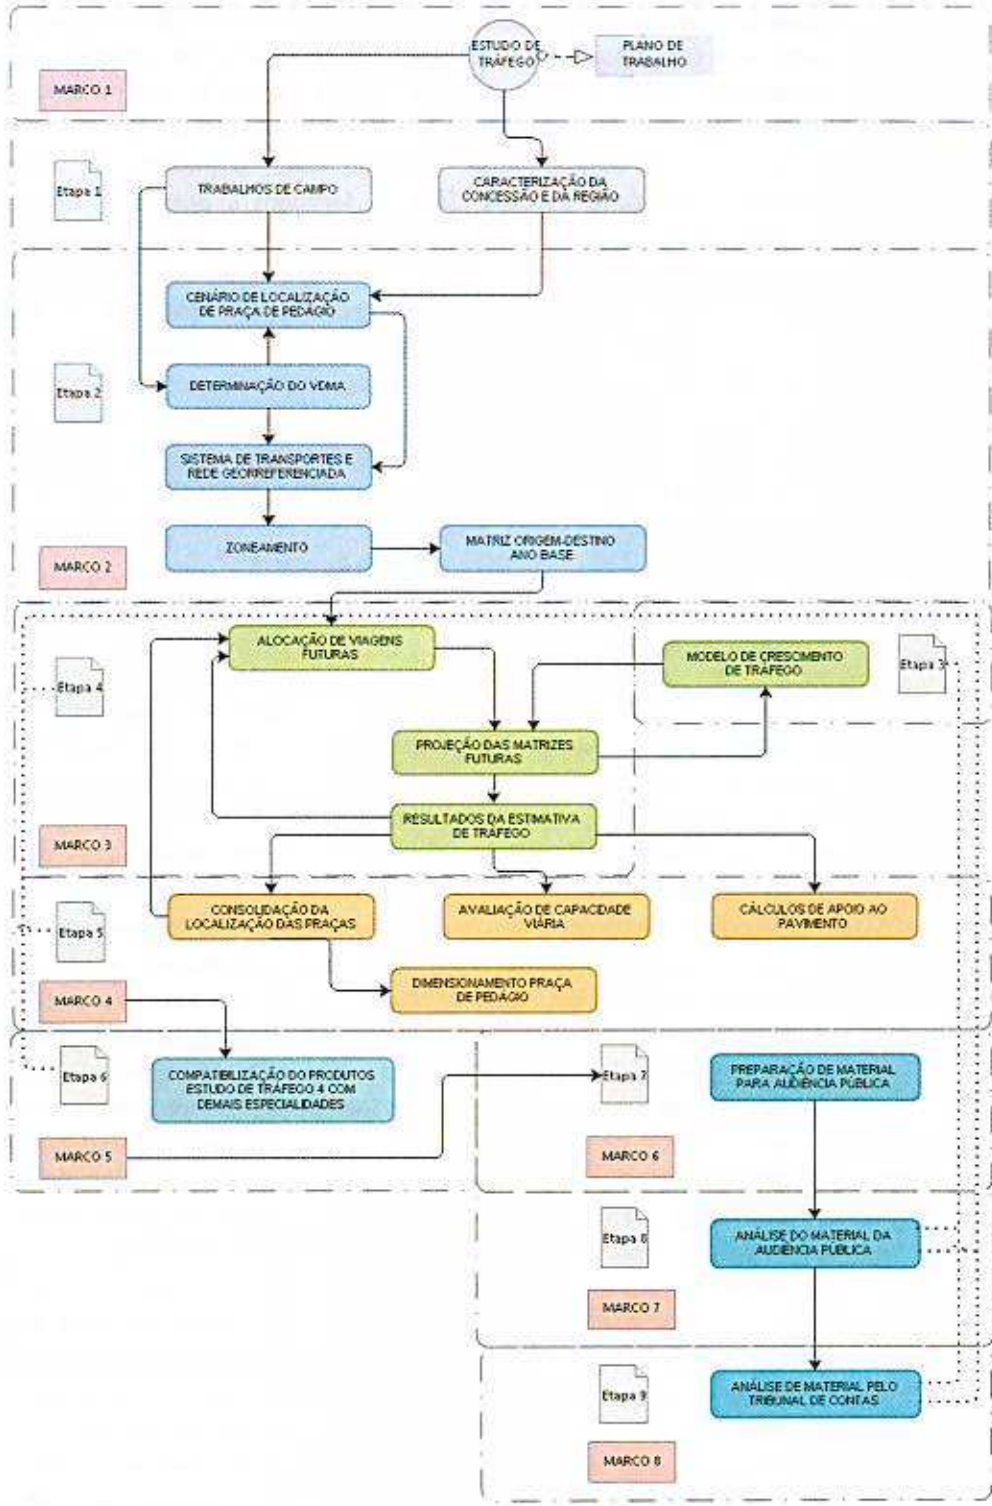 ESTUDO DE
TRÁFEGO
PLANO DE
TRABALHO
MARCO 1
Etapa 1
TRABALHOS DE CAMPO
CARACTERIZAÇÃO DA
CONCESSÃO E DA REGIÃO
CENÁRIO DE LOCALIZAÇÃO
DE PRAÇA DE PEDÁGIO
Etapa 2
DETERMINAÇÃO DO VDMA
SISTEMA DE TRANSPORTES E
REDE GEORREFERENCIADA
ZONEAMENTO
MATRIZ ORIGEM-DESTINO
ANO BASE
MARCO 2
ALOCAÇÃO DE VIAGENS
FUTURAS
MODELO DE CRESCIMENTO
DE TRÁFEGO
Etapa 3
Etapa 4
PROJEÇÃO DAS MATRIZES
FUTURAS
RESULTADOS DA ESTIMATIVA
DE TRÁFEGO
MARCO 3
CONSOLIDAÇÃO DA
LOCALIZAÇÃO DAS PRAÇAS
AVALIAÇÃO DE CAPACIDADE
VIÁRIA
CÁLCULOS DE APOIO AO
PAVIMENTO
Etapa 5
DIMENSIONAMENTO PRAÇA
DE PEDÁGIO
MARCO 4
Etapa 6
COMPATIBILIZAÇÃO DO PRODUTOS
ESTUDO DE TRÁFEGO 4 COM
DEMAIS ESPECIALIDADES
Etapa 7
PREPARAÇÃO DE MATERIAL
PARA AUDIÊNCIA PÚBLICA
MARCO 5
MARCO 6
Etapa 8
ANÁLISE DO MATERIAL DA
AUDIÊNCIA PÚBLICA
MARCO 7
Etapa 9
ANÁLISE DE MATERIAL PELO
TRIBUNAL DE CONTAS
MARCO 8